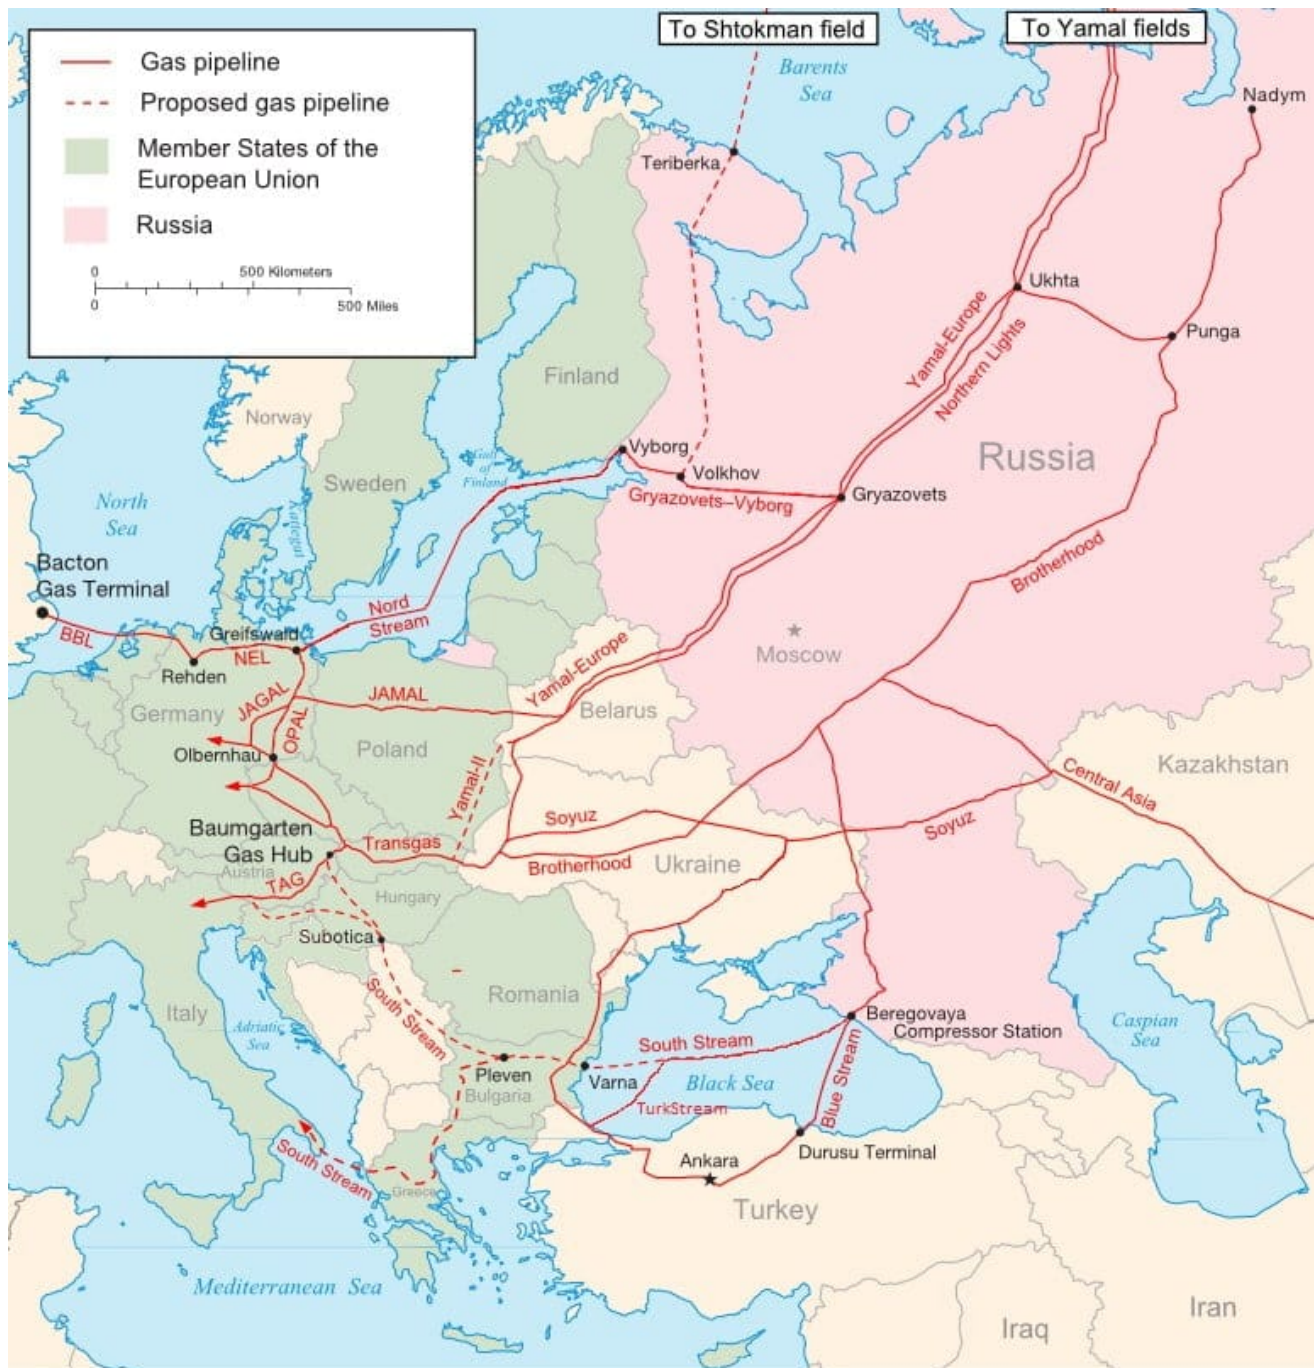 To Shtokman field
To Yamal fields
Gas pipeline
Proposed gas pipeline
Member States of the
European Union
Russia
0
500 Kilometers
0
500 Miles
Barents
Sea
Nadym
Teriberka
Ukhta
Punga
Yamal-Europe
Northern Lights
Finland
Norway
Sweden
Gulf
of
Finland
Vyborg
Volkhov
Gryazovets–Vyborg
Gryazovets
Russia
North
Sea
Kattegat
Bacton
Gas Terminal
BBL
Brotherhood
Nord
Stream
Greifswald
NEL
Rehden
Moscow
Yamal-Europe
JAMAL
JAGAL
OPAL
Germany
Belarus
Poland
Olbernhau
Yamal-II
Kazakhstan
Central Asia
Soyuz
Soyuz
Baumgarten
Gas Hub
Transgas
Brotherhood
Ukraine
Austria
TAG
Hungary
Subotica
South Stream
Romania
Italy
Adriatic
Sea
Beregovaya
Compressor Station
Caspian
Sea
South Stream
Pleven
Varna
Black Sea
Blue Stream
Bulgaria
TurkStream
South Stream
Greece
Ankara
Durusu Terminal
Turkey
Mediterranean Sea
Iraq
Iran